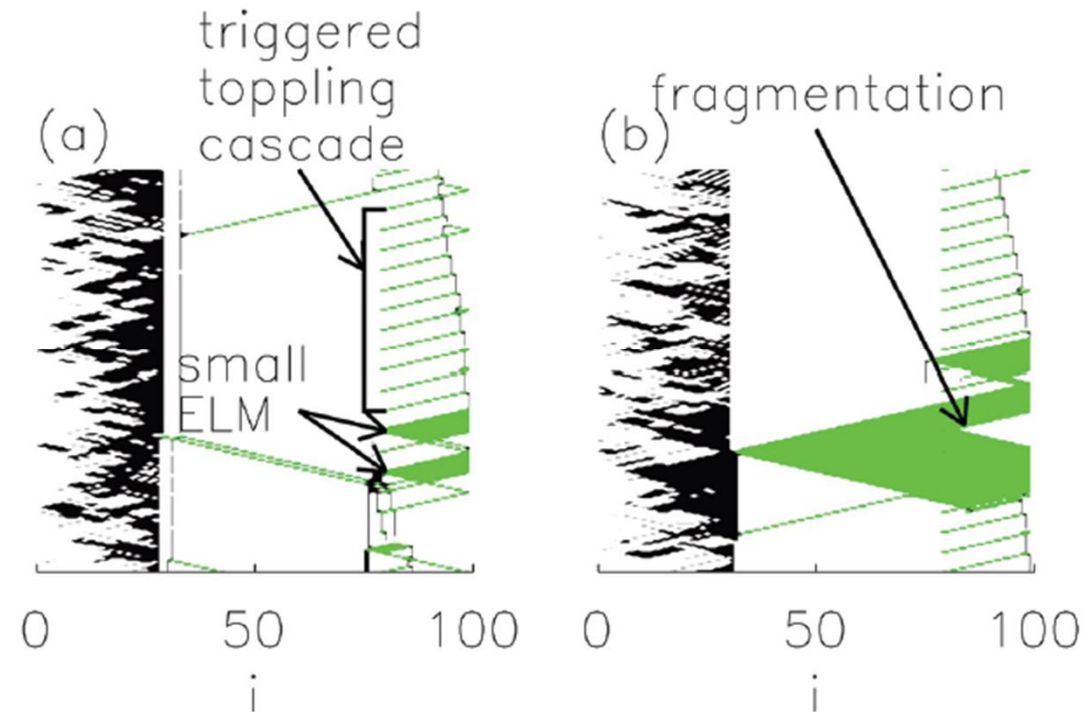 triggered
toppling
cascade
(a)
small
ELM
0 50 100
i
fragmentation
(b)
0 50 100
i